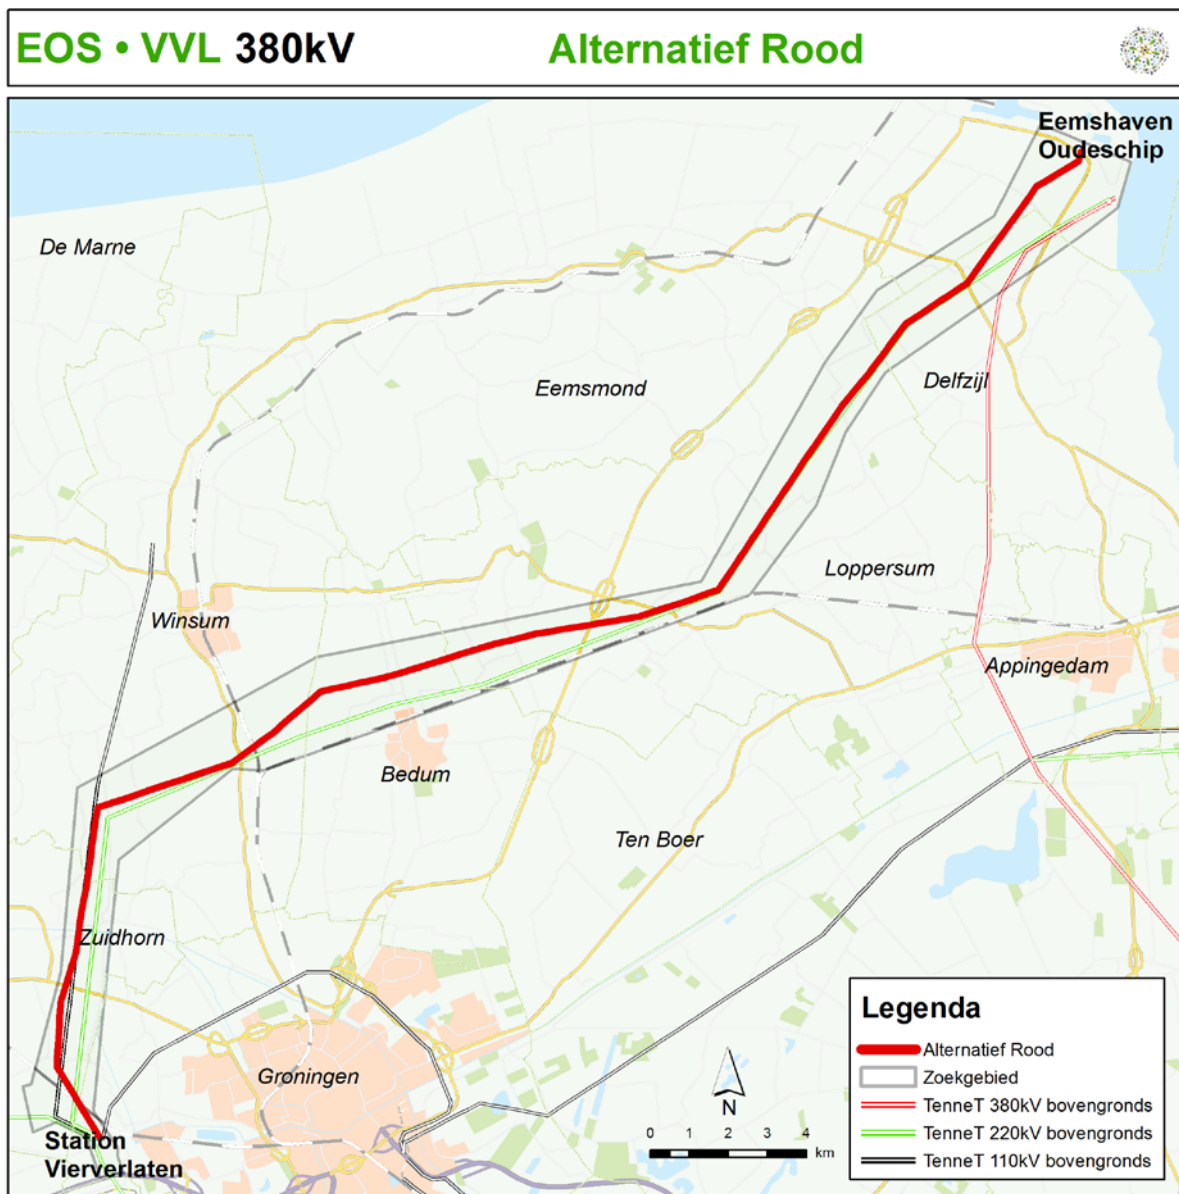 EOS • VVL 380kV
Alternatief Rood
Eemshaven
Oudeschip
De Marne
Eemsmond
Delfzijl
Loppersum
Winsum
Appingedam
Bedum
Ten Boer
Zuidhorn
Groningen
Station
Vierverlaten
N
0 1 2 3 4
km
Legenda
Alternatief Rood
Zoekgebied
TenneT 380kV bovengronds
TenneT 220kV bovengronds
TenneT 110kV bovengronds